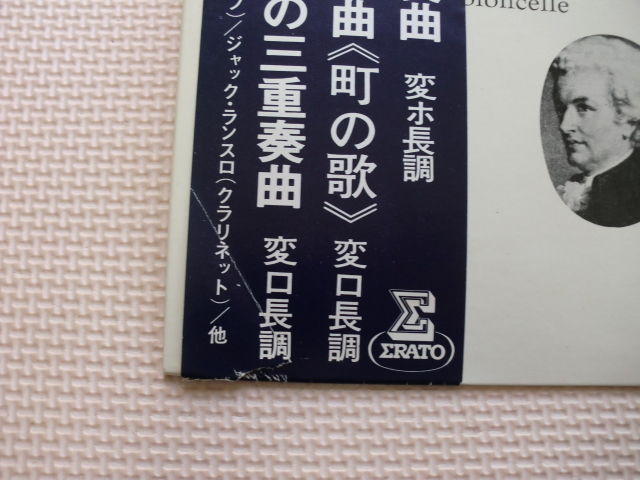 oloncelle
曲 変ホ長調
曲《町の歌》 変ロ長調
の三重奏曲 変ロ長調
)/ジャック・ランスロ(クラリネット)/他
ERATO